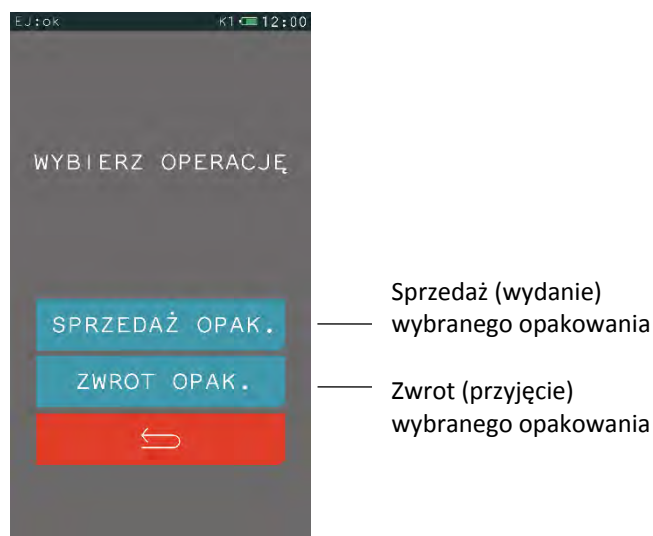 EJ:ok K1 12:00
WYBIERZ OPERACJĘ
SPRZEDAŻ OPAK.
Sprzedaż (wydanie)
wybranego opakowania
ZWROT OPAK.
Zwrot (przyjęcie)
wybranego opakowania